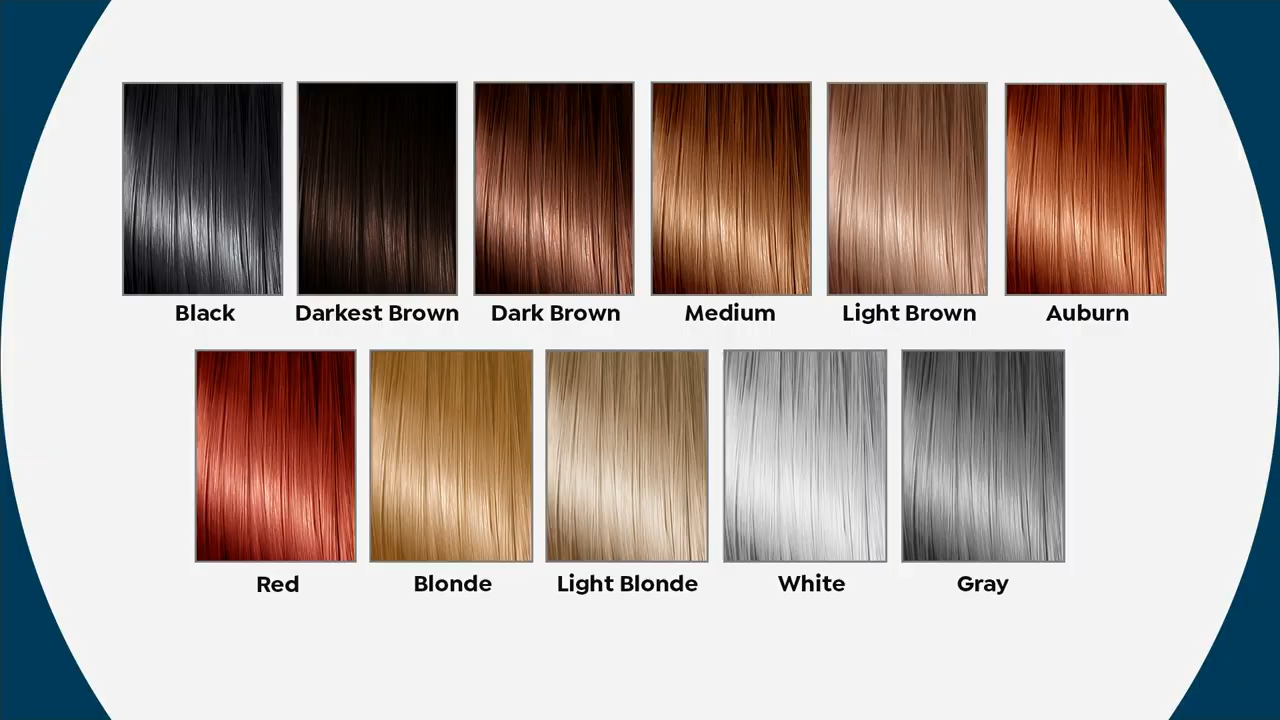 Black
Darkest Brown
Dark Brown
Medium
Light Brown
Auburn
Red
Blonde
Light Blonde
White
Gray